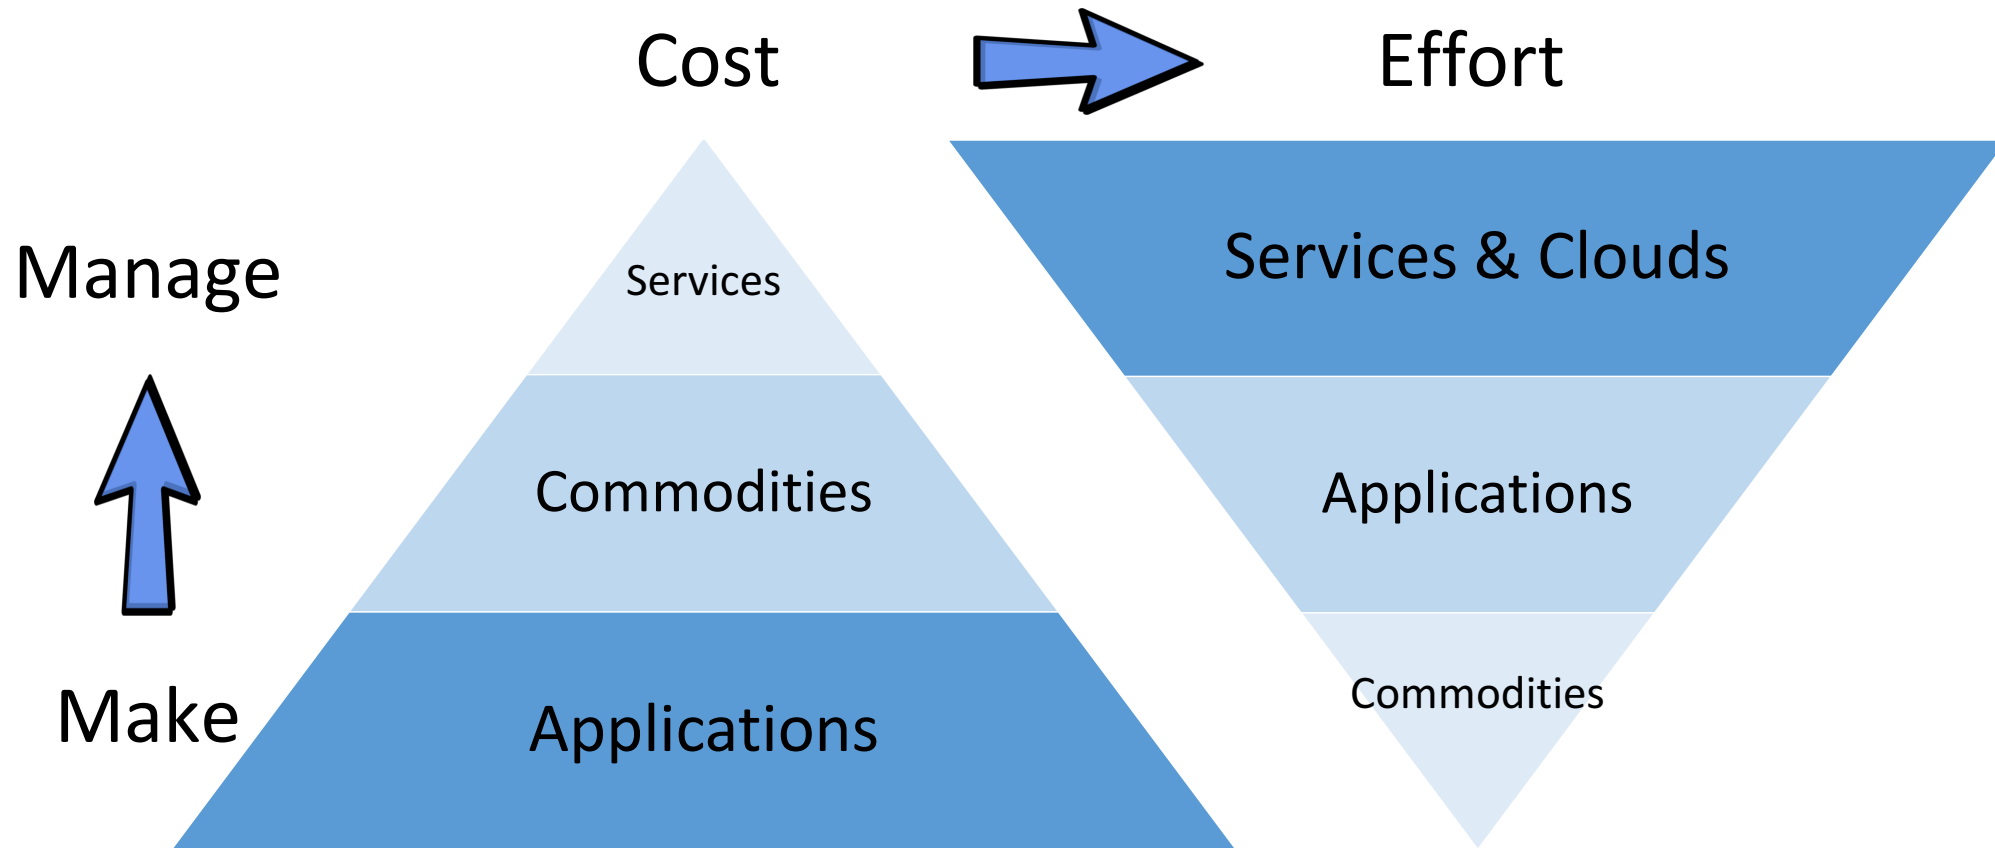 Cost
Effort
Manage
Services
Services & Clouds
Commodities
Applications
Make
Applications
Commodities